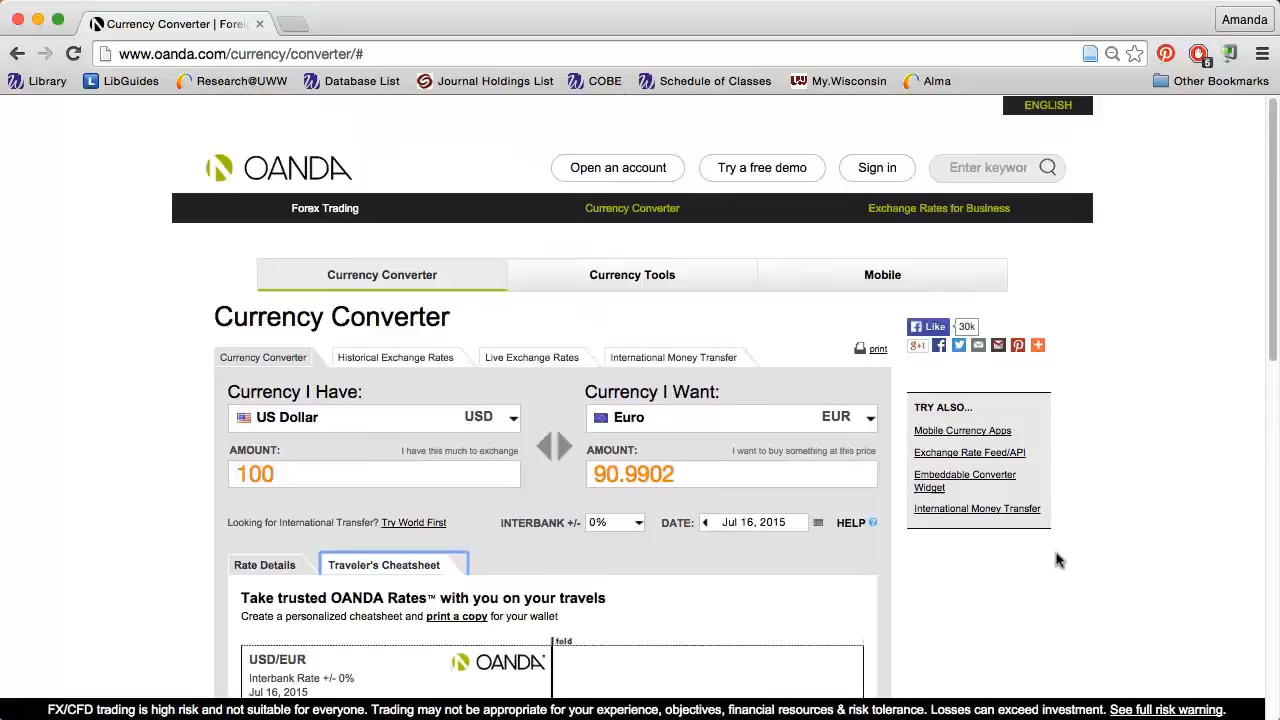 Currency Converter | Forei
Amanda
www.oanda.com/currency/converter/#
5
Library LibGuides Research@UWW Database List Journal Holdings List COBE Schedule of Classes My.Wisconsin Alma Other Bookmarks
ENGLISH
OANDA Open an account Try a free demo Sign in Enter keywor
Forex Trading Currency Converter Exchange Rates for Business
Currency Converter Currency Tools Mobile
Currency Converter
Like 30k
g+1
Currency Converter Historical Exchange Rates Live Exchange Rates International Money Transfer print
Currency I Have: Currency I Want:
US Dollar USD Euro EUR
AMOUNT: I have this much to exchange AMOUNT: I want to buy something at this price
100 90.9902
Looking for International Transfer? Try World First INTERBANK +/- 0% DATE: Jul 16, 2015 HELP ?
TRY ALSO...
Mobile Currency Apps
Exchange Rate Feed/API
Embeddable Converter
Widget
International Money Transfer
Rate Details Traveler's Cheatsheet
Take trusted OANDA Rates™ with you on your travels
Create a personalized cheatsheet and print a copy for your wallet
fold
USD/EUR OANDA
Interbank Rate +/- 0%
Jul 16, 2015
FX/CFD trading is high risk and not suitable for everyone. Trading may not be appropriate for your experience, objectives, financial resources & risk tolerance. Losses can exceed investment. See full risk warning.